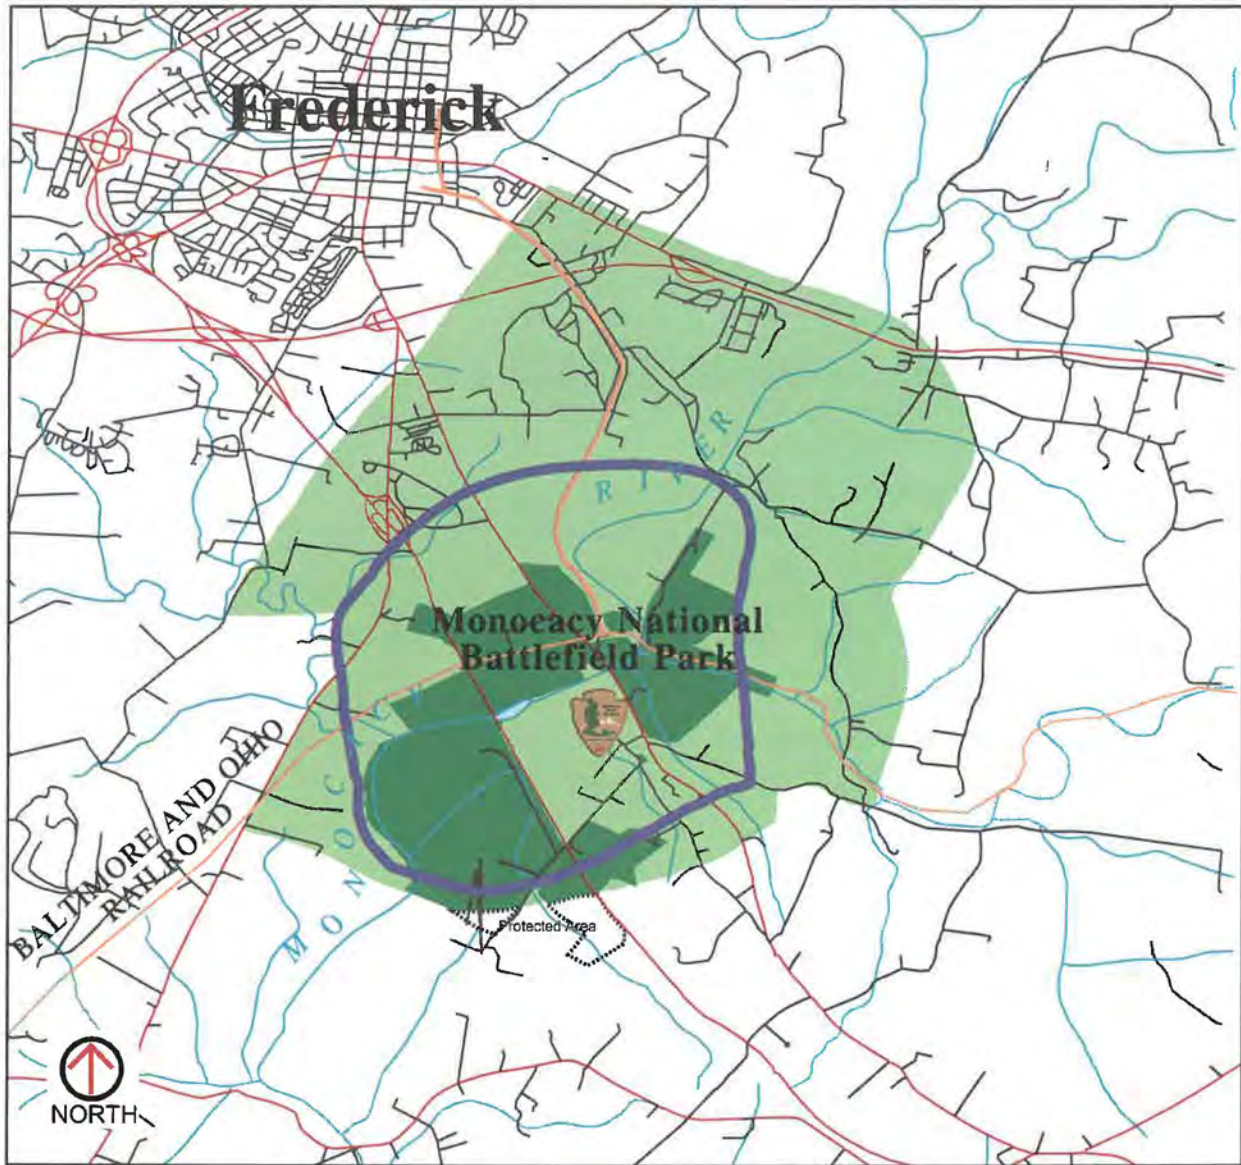 Frederick
RIVER
Monocacy National
Battlefield Park
BALTIMORE AND OHIO
RAILROAD
MONOCACY
Protected Area
NORTH